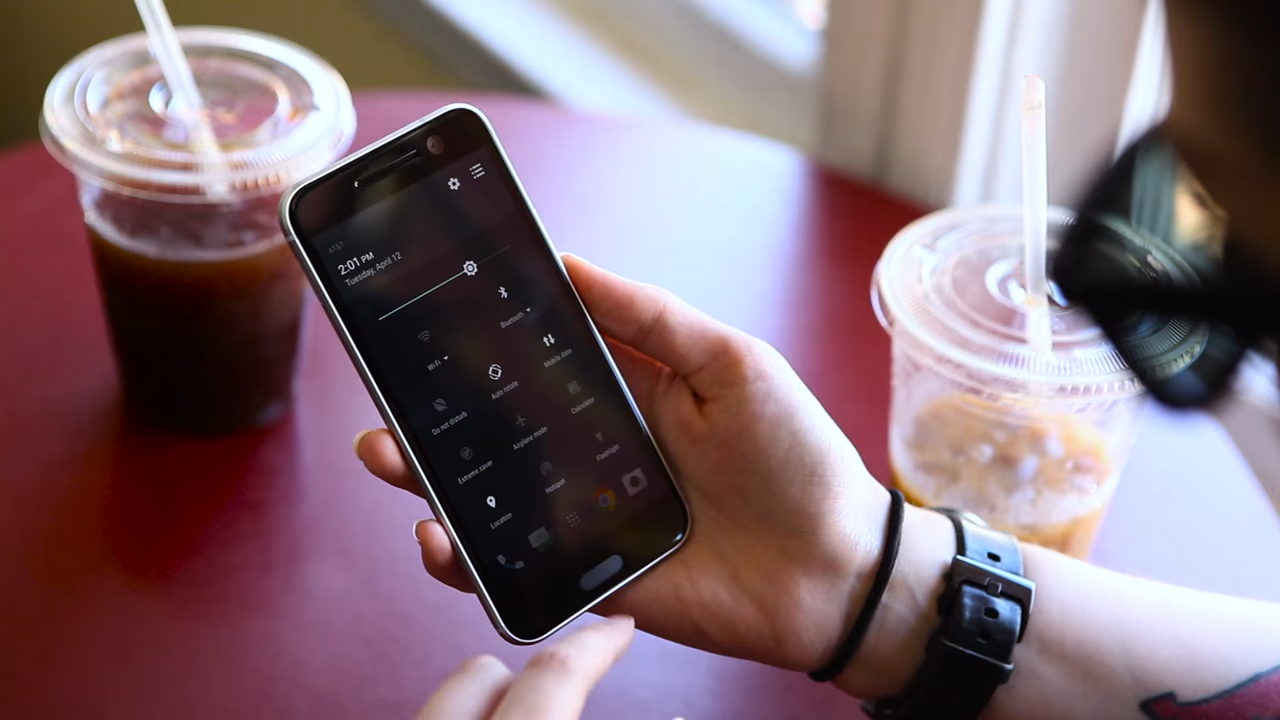 AT&T
2:01 PM
Tuesday, April 12
Bluetooth
Wi-Fi
Mobile data
Auto rotate
Do not disturb
Calculator
Airplane mode
Extreme saver
Flashlight
Hotspot
Location